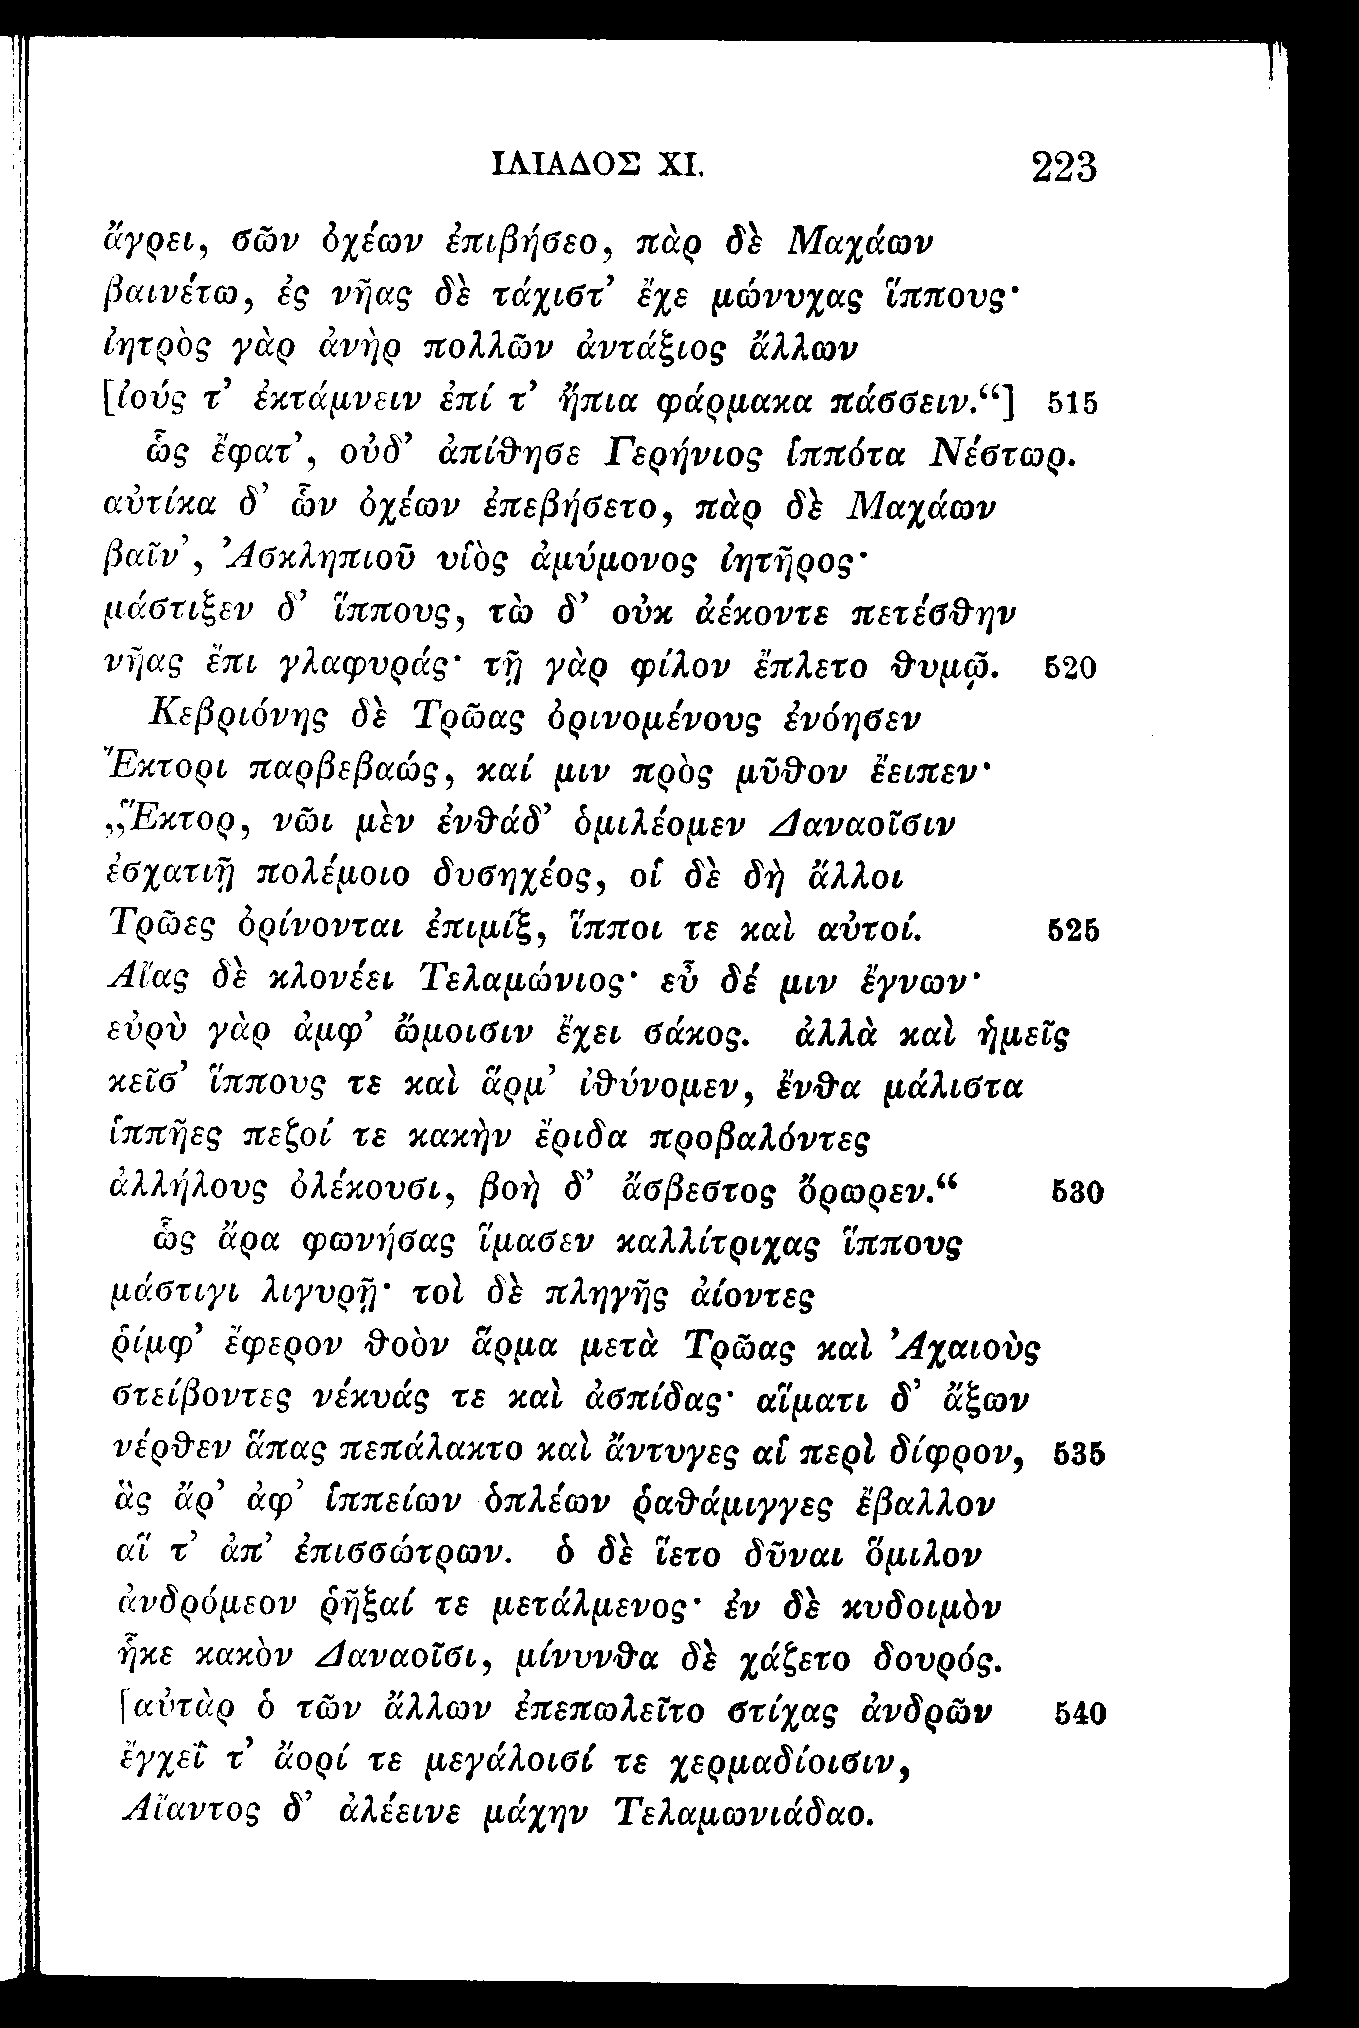 ΙΛΙΑΔΟΣ XI. 223
ἄγρει, σῶν ὀχέων ἐπιβήσεο, πὰρ δὲ Μαχάων
βαινέτω, ἐς νῆας δὲ τάχιστ’ ἔχε μώνυχας ἵππους·
ἰητρὸς γὰρ ἀνὴρ πολλῶν ἀντάξιος ἄλλων
[ἰούς τ’ ἐκτάμνειν ἐπί τ’ ἤπια φάρμακα πάσσειν.“] 515
ὣς ἔφατ’, οὐδ’ ἀπίθησε Γερήνιος ἱππότα Νέστωρ.
αὐτίκα δ’ ὧν ὀχέων ἐπεβήσετο, πὰρ δὲ Μαχάων
βαῖν’, Ἀσκληπιοῦ υἱὸς ἀμύμονος ἰητῆρος·
μάστιξεν δ’ ἵππους, τὼ δ’ οὐκ ἀέκοντε πετέσθην
νῆας ἔπι γλαφυράς· τῇ γὰρ φίλον ἔπλετο θυμῷ. 520
Κεβριόνης δὲ Τρῶας ὀρινομένους ἐνόησεν
Ἕκτορι παρβεβαώς, καί μιν πρὸς μῦθον ἔειπεν·
„Ἕκτορ, νῶι μὲν ἐνθάδ’ ὁμιλέομεν Δαναοῖσιν
ἐσχατιῇ πολέμοιο δυσηχέος, οἱ δὲ δὴ ἄλλοι
Τρῶες ὀρίνονται ἐπιμίξ, ἵπποι τε καὶ αὐτοί. 525
Αἴας δὲ κλονέει Τελαμώνιος· εὖ δέ μιν ἔγνων·
εὐρὺ γὰρ ἀμφ’ ὤμοισιν ἔχει σάκος. ἀλλὰ καὶ ἡμεῖς
κεῖσ’ ἵππους τε καὶ ἅρμ’ ἰθύνομεν, ἔνθα μάλιστα
ἱππῆες πεζοί τε κακὴν ἔριδα προβαλόντες
ἀλλήλους ὀλέκουσι, βοὴ δ’ ἄσβεστος ὄρωρεν.“ 530
ὣς ἄρα φωνήσας ἵμασεν καλλίτριχας ἵππους
μάστιγι λιγυρῇ· τοὶ δὲ πληγῆς ἀίοντες
ῥίμφ’ ἔφερον θοὸν ἅρμα μετὰ Τρῶας καὶ Ἀχαιοὺς
στείβοντες νέκυάς τε καὶ ἀσπίδας· αἵματι δ’ ἄξων
νέρθεν ἅπας πεπάλακτο καὶ ἄντυγες αἳ περὶ δίφρον, 535
ἃς ἄρ’ ἀφ’ ἱππείων ὁπλέων ῥαθάμιγγες ἔβαλλον
αἵ τ’ ἀπ’ ἐπισσώτρων. ὁ δὲ ἵετο δῦναι ὅμιλον
ἀνδρόμεον ῥῆξαί τε μετάλμενος· ἐν δὲ κυδοιμὸν
ἧκε κακὸν Δαναοῖσι, μίνυνθα δὲ χάζετο δουρός.
[αὐτὰρ ὁ τῶν ἄλλων ἐπεπωλεῖτο στίχας ἀνδρῶν 540
ἔγχεΐ τ’ ἄορί τε μεγάλοισί τε χερμαδίοισιν,
Αἴαντος δ’ ἀλέεινε μάχην Τελαμωνιάδαο.